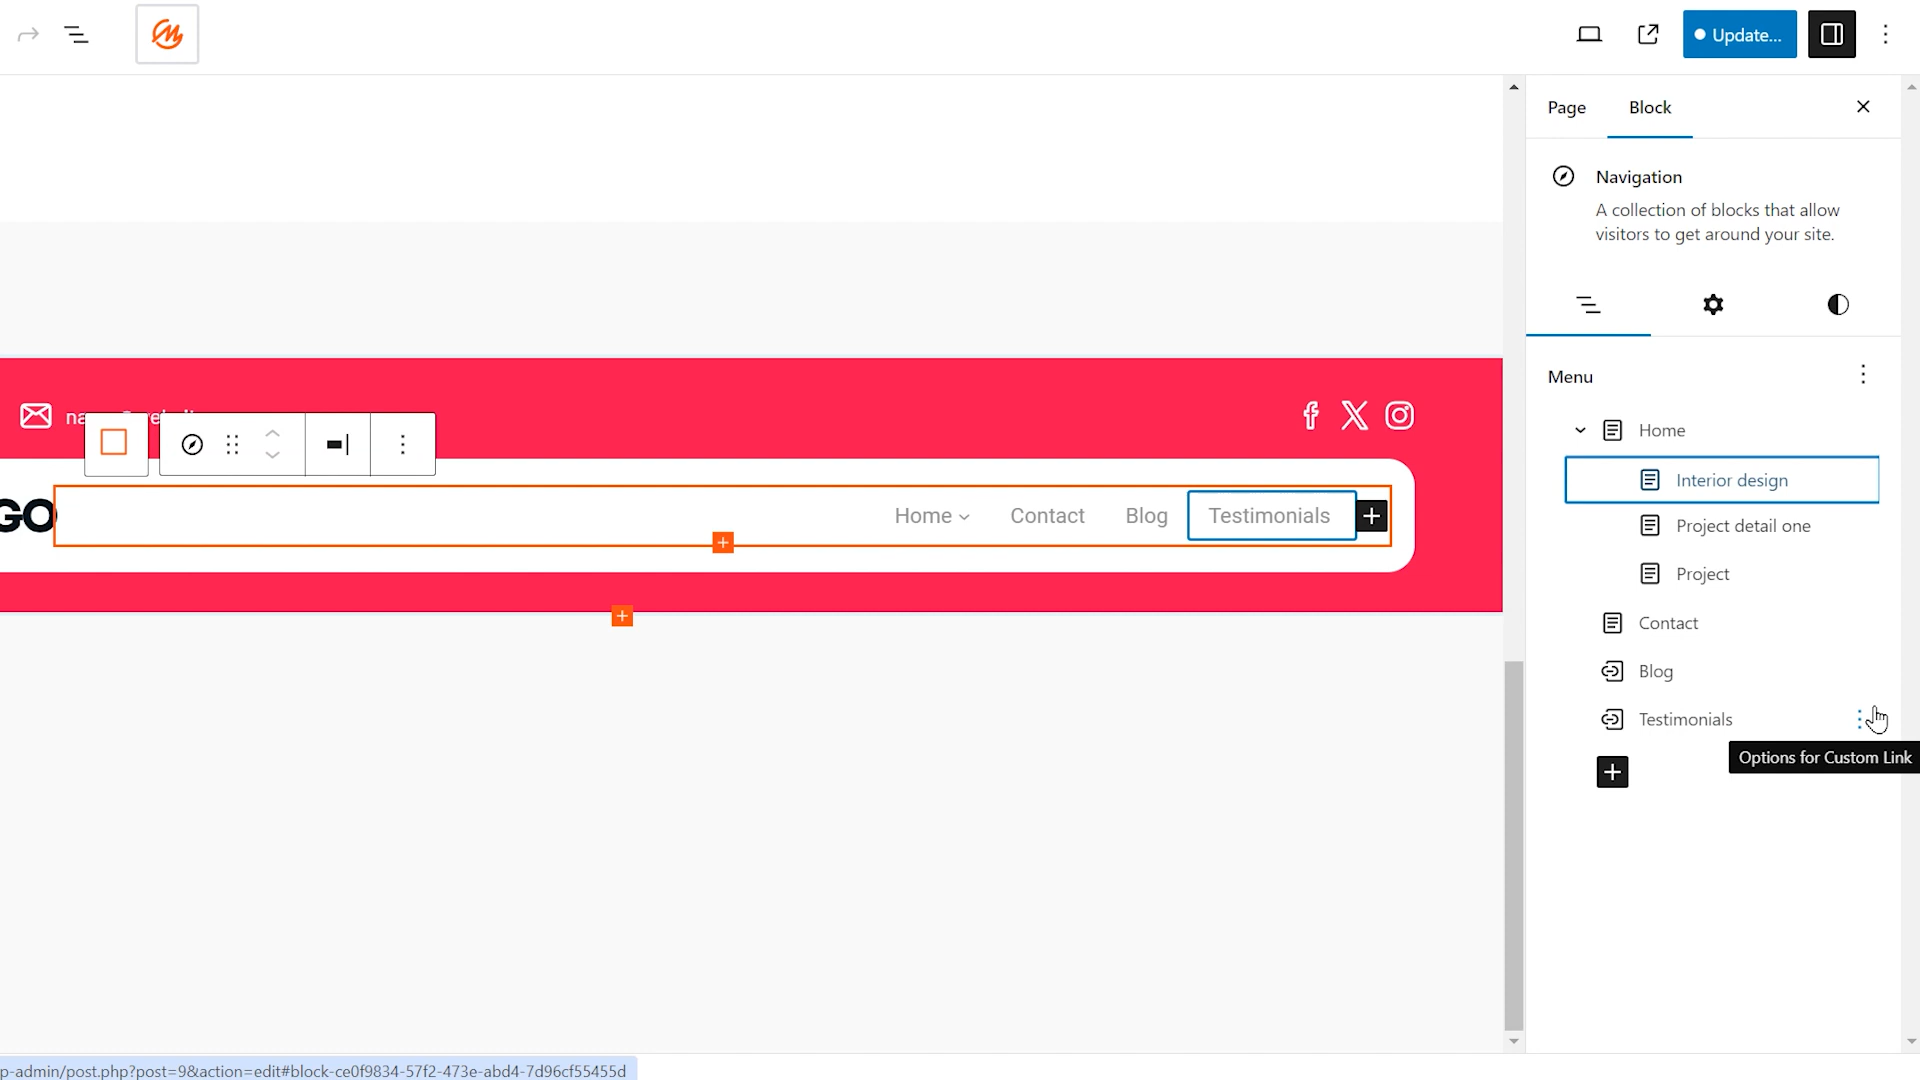 Update...
Page
Block
Navigation
A collection of blocks that allow
visitors to get around your site.
Menu
Home
Interior design
Project detail one
Project
Contact
Blog
Testimonials
Options for Custom Link
GO
Home
Contact
Blog
Testimonials
p-admin/post.php?post=9&action=edit#block-ce0f9834-57f2-473e-abd4-7d96cf55455d